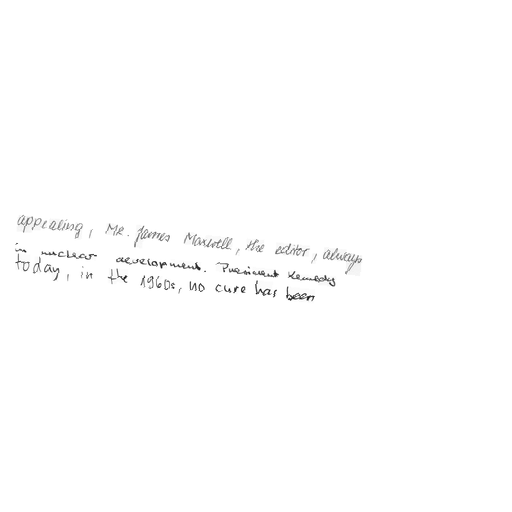 appealing, Mr. James Maxwell, the editor, always
in nuclear development. President Kennedy
today, in the 1960s, no cure has been